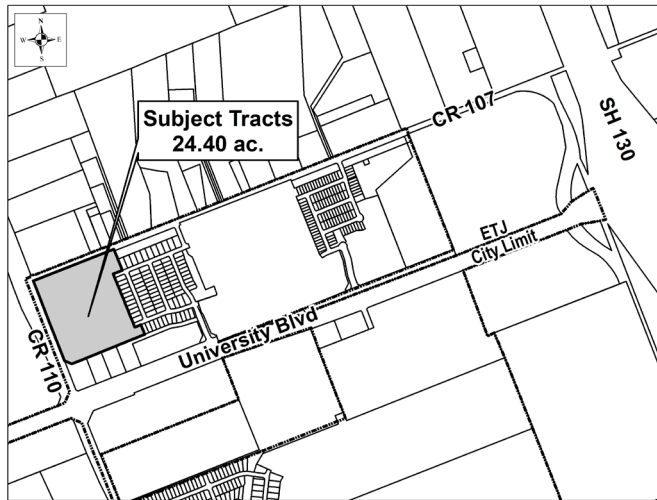 N
W E
S
Subject Tracts
24.40 ac.
CR 107
SH 130
ETJ
City Limit
University Blvd
CR 110